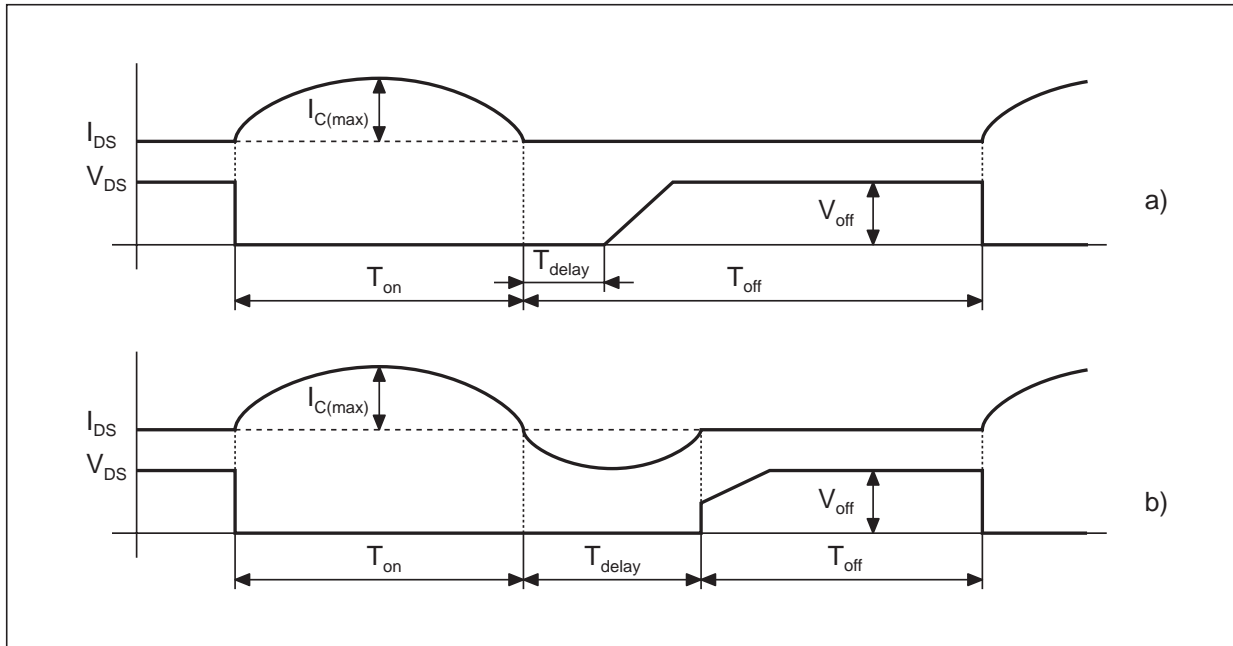 I_C(max)
I_DS
V_DS
a)
V_off
T_delay
T_on
T_off
I_C(max)
I_DS
V_DS
V_off
b)
T_on
T_delay
T_off